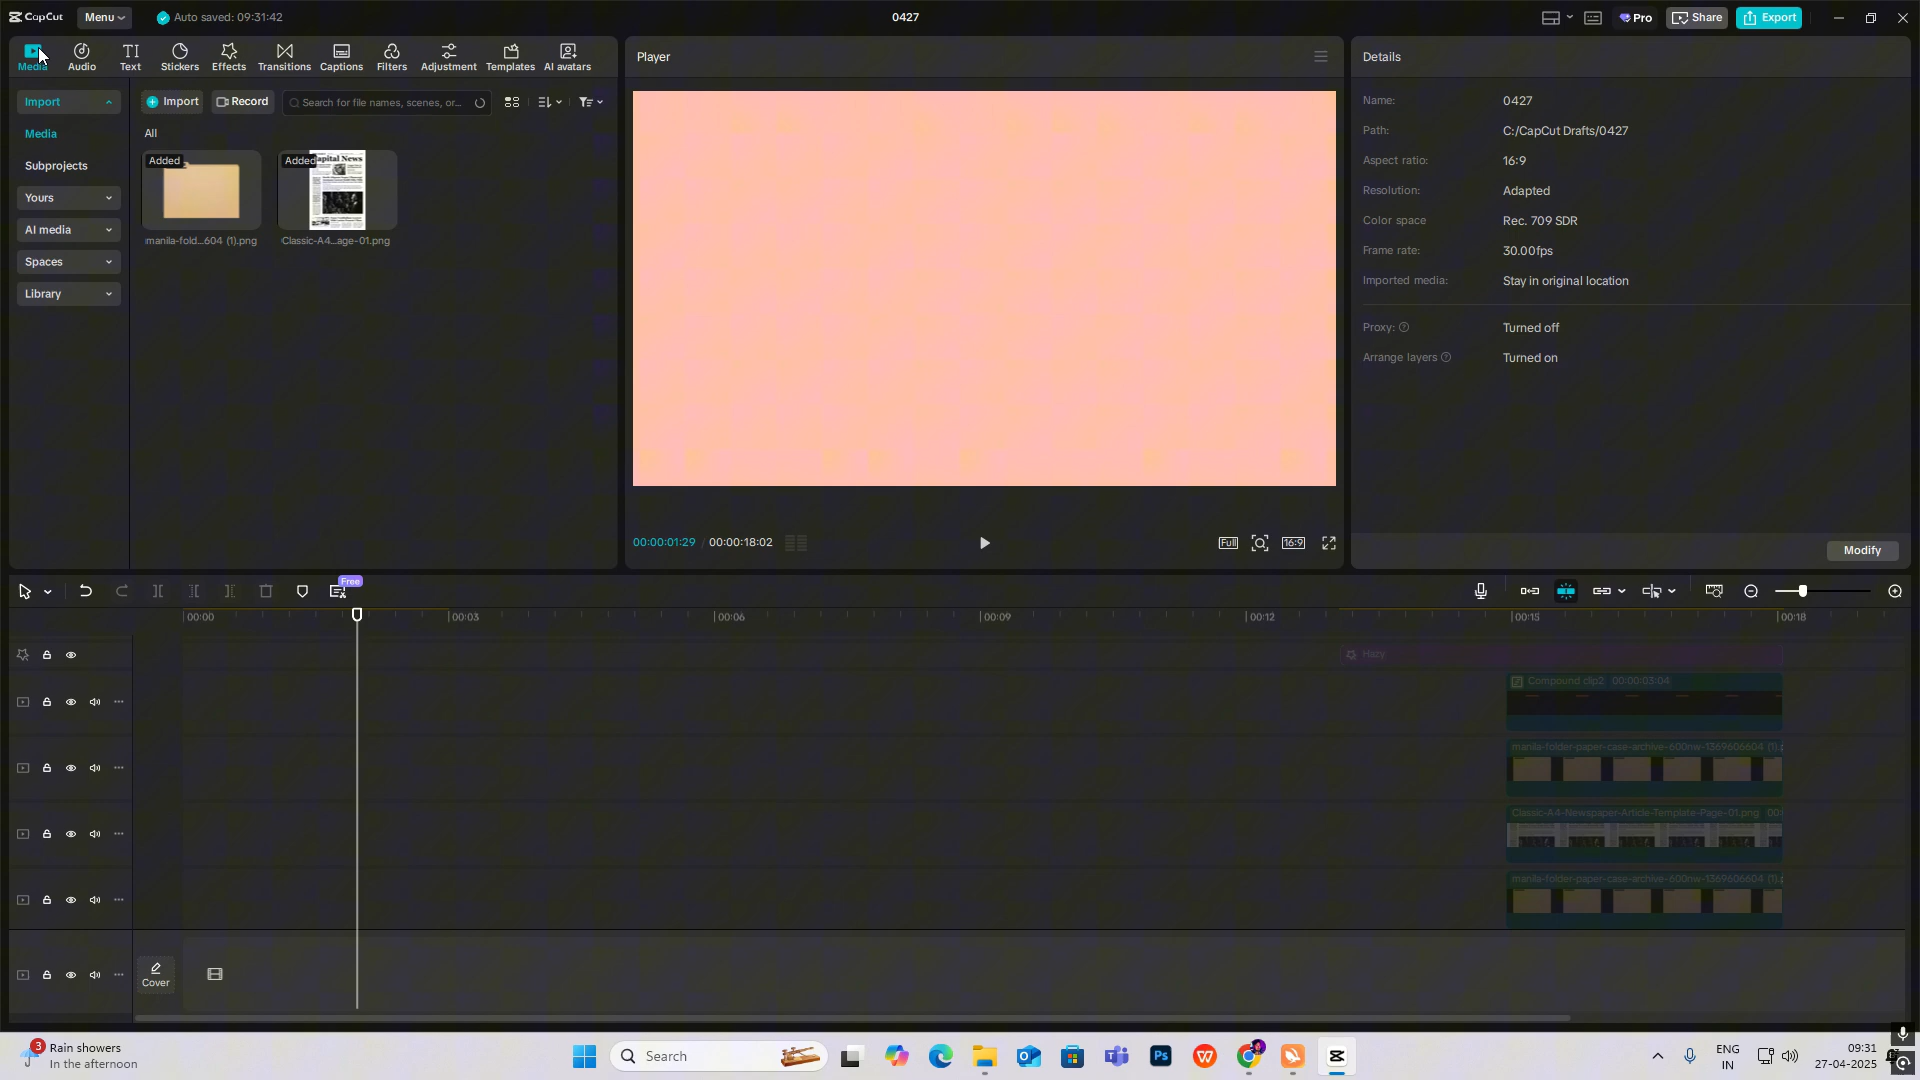 CapCut
Menu
Auto saved: 09:31:42
0427
Pro
Share
Export
Media
Audio
Text
Stickers
Effects
Transitions
Captions
Filters
Adjustment
Templates
AI avatars
Player
Details
Import
Import
Record
Search for file names, scenes, or...
Media
All
Subprojects
Yours
AI media
Spaces
Library
Added
Added
Capital News
manila-fold...604 (1).png
Classic-A4...age-01.png
Name: 0427
Path: C:/CapCut Drafts/0427
Aspect ratio: 16:9
Resolution: Adapted
Color space Rec. 709 SDR
Frame rate: 30.00fps
Imported media: Stay in original location
Proxy: Turned off
Arrange layers Turned on
Modify
00:00:01:29 / 00:00:18:02
Full
16:9
Free
00:00 00:03 00:06 00:09 00:12 00:15 00:18
Hazy
Compound clip2 00:00:03:04
manila-folder-paper-case-archive-600nw-1369606604 (1).p
Classic-A4-Newspaper-Article-Template-Page-01.png 00:
manila-folder-paper-case-archive-600nw-1369606604 (1).p
Cover
3
Rain showers
In the afternoon
Search
Ps
ENG
IN
09:31
27-04-2025